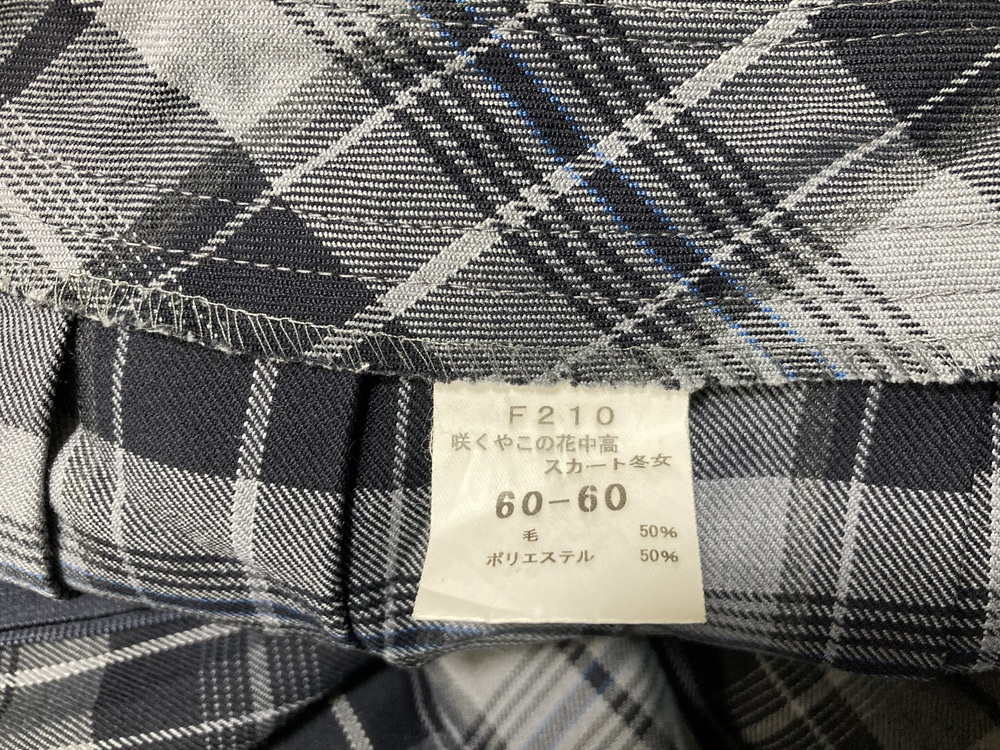 F210
咲くやこの花中高
スカート冬女
60-60
毛 50%
ポリエステル 50%